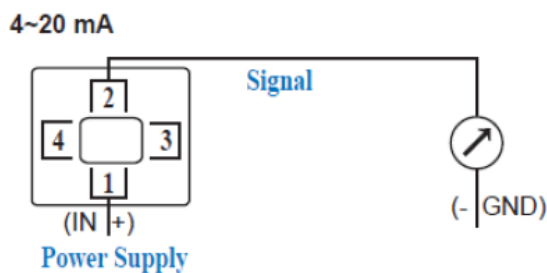 4~20 mA
Signal
2
4
3
1
(IN +)
(- GND)
Power Supply